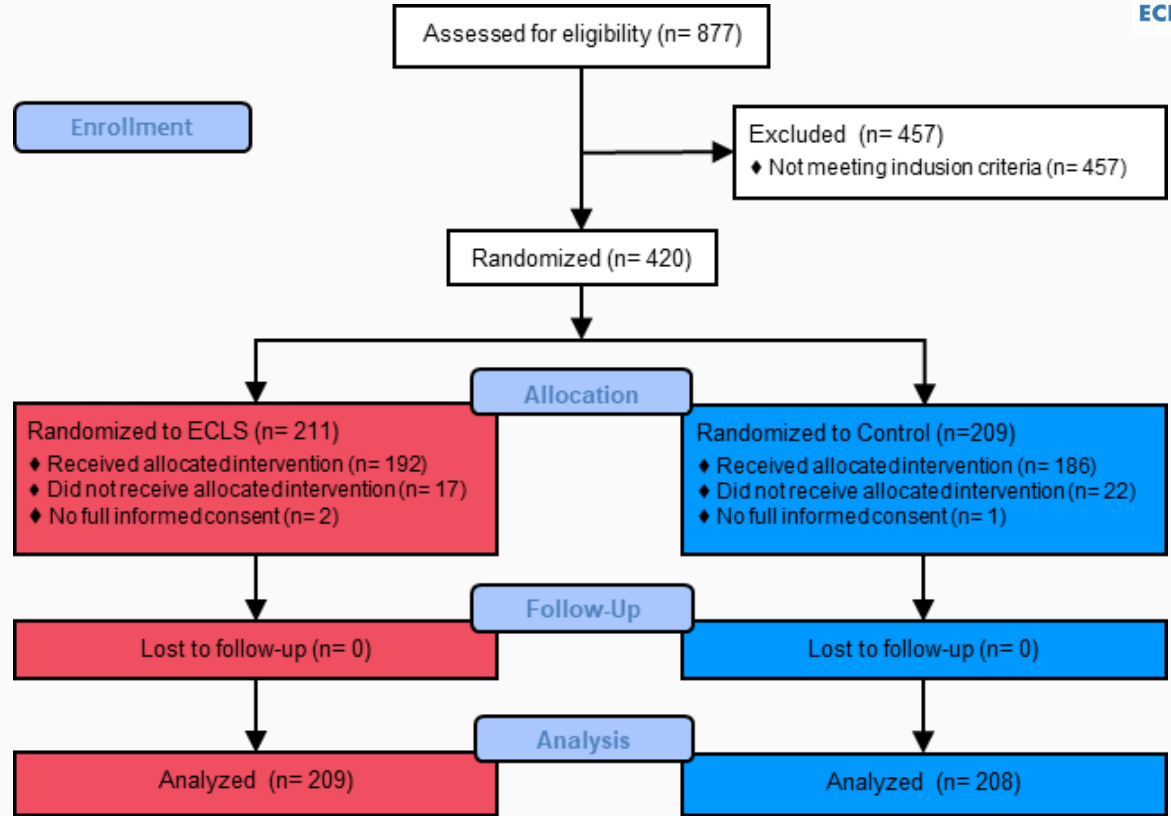 Assessed for eligibility (n= 877)
Enrollment
Excluded (n= 457)
♦ Not meeting inclusion criteria (n= 457)
Randomized (n= 420)
Allocation
Randomized to ECLS (n= 211)
♦ Received allocated intervention (n= 192)
♦ Did not receive allocated intervention (n= 17)
♦ No full informed consent (n= 2)
Randomized to Control (n=209)
♦ Received allocated intervention (n= 186)
♦ Did not receive allocated intervention (n= 22)
♦ No full informed consent (n= 1)
Follow-Up
Lost to follow-up (n= 0)
Lost to follow-up (n= 0)
Analysis
Analyzed (n= 209)
Analyzed (n= 208)